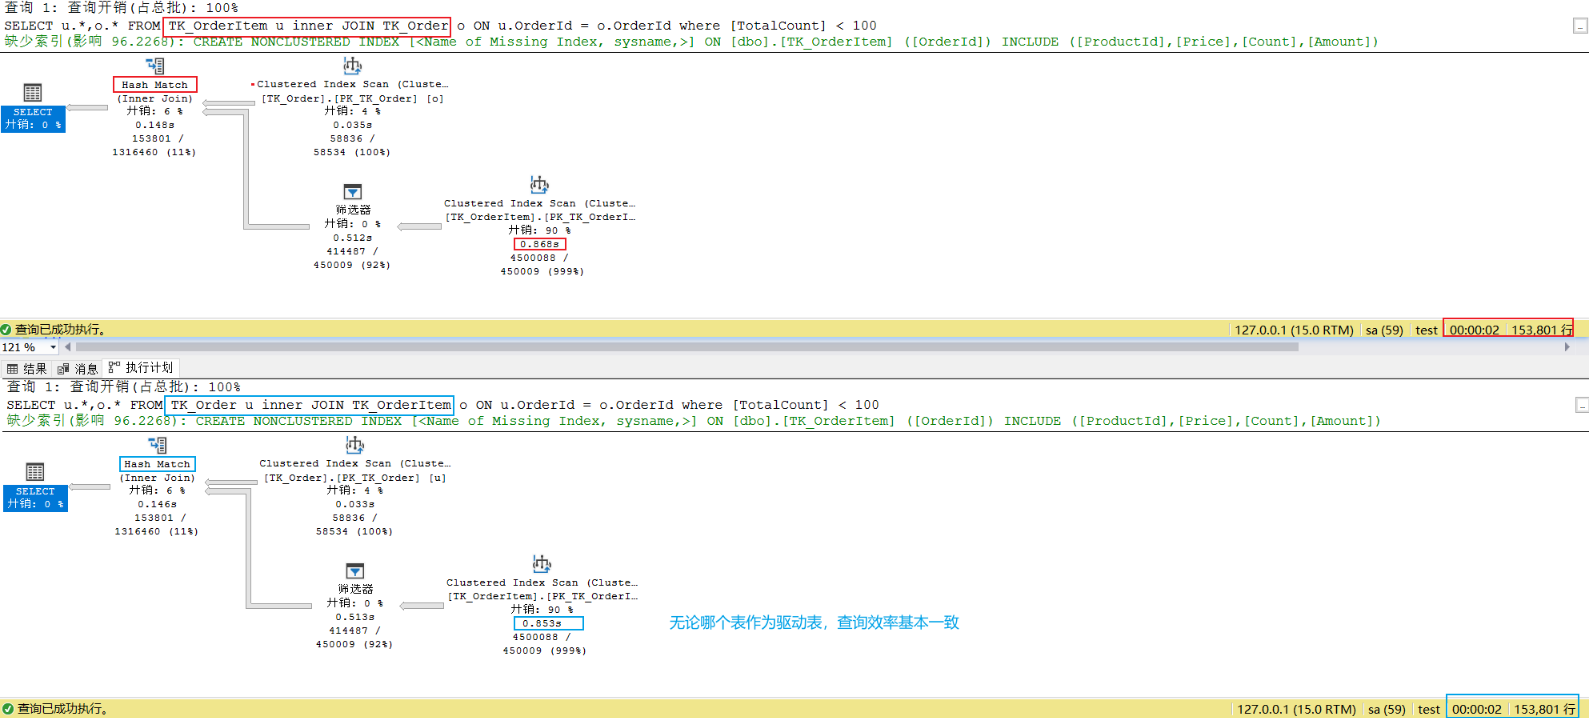 查询 1: 查询开销(占总批): 100%
SELECT u.*,o.* FROM TK_OrderItem u inner JOIN TK_Order o ON u.OrderId = o.OrderId where [TotalCount] < 100
缺少索引(影响 96.2268): CREATE NONCLUSTERED INDEX [<Name of Missing Index, sysname,>] ON [dbo].[TK_OrderItem] ([OrderId]) INCLUDE ([ProductId],[Price],[Count],[Amount])
SELECT
开销: 0 %
Hash Match
(Inner Join)
开销: 6 %
0.148s
153801 /
1316460 (11%)
Clustered Index Scan (Cluste…
[TK_Order].[PK_TK_Order] [o]
开销: 4 %
0.035s
58836 /
58534 (100%)
筛选器
开销: 0 %
0.512s
414487 /
450009 (92%)
Clustered Index Scan (Cluste…
[TK_OrderItem].[PK_TK_OrderI…
开销: 90 %
0.868s
4500088 /
450009 (999%)
查询已成功执行。 127.0.0.1 (15.0 RTM) sa (59) test 00:00:02 153,801 行
121 %
结果 消息 执行计划
查询 1: 查询开销(占总批): 100%
SELECT u.*,o.* FROM TK_Order u inner JOIN TK_OrderItem o ON u.OrderId = o.OrderId where [TotalCount] < 100
缺少索引(影响 96.2268): CREATE NONCLUSTERED INDEX [<Name of Missing Index, sysname,>] ON [dbo].[TK_OrderItem] ([OrderId]) INCLUDE ([ProductId],[Price],[Count],[Amount])
SELECT
开销: 0 %
Hash Match
(Inner Join)
开销: 6 %
0.146s
153801 /
1316460 (11%)
Clustered Index Scan (Cluste…
[TK_Order].[PK_TK_Order] [u]
开销: 4 %
0.033s
58836 /
58534 (100%)
筛选器
开销: 0 %
0.513s
414487 /
450009 (92%)
Clustered Index Scan (Cluste…
[TK_OrderItem].[PK_TK_OrderI…
开销: 90 %
0.853s
4500088 /
450009 (999%)
无论哪个表作为驱动表，查询效率基本一致
查询已成功执行。 127.0.0.1 (15.0 RTM) sa (59) test 00:00:02 153,801 行